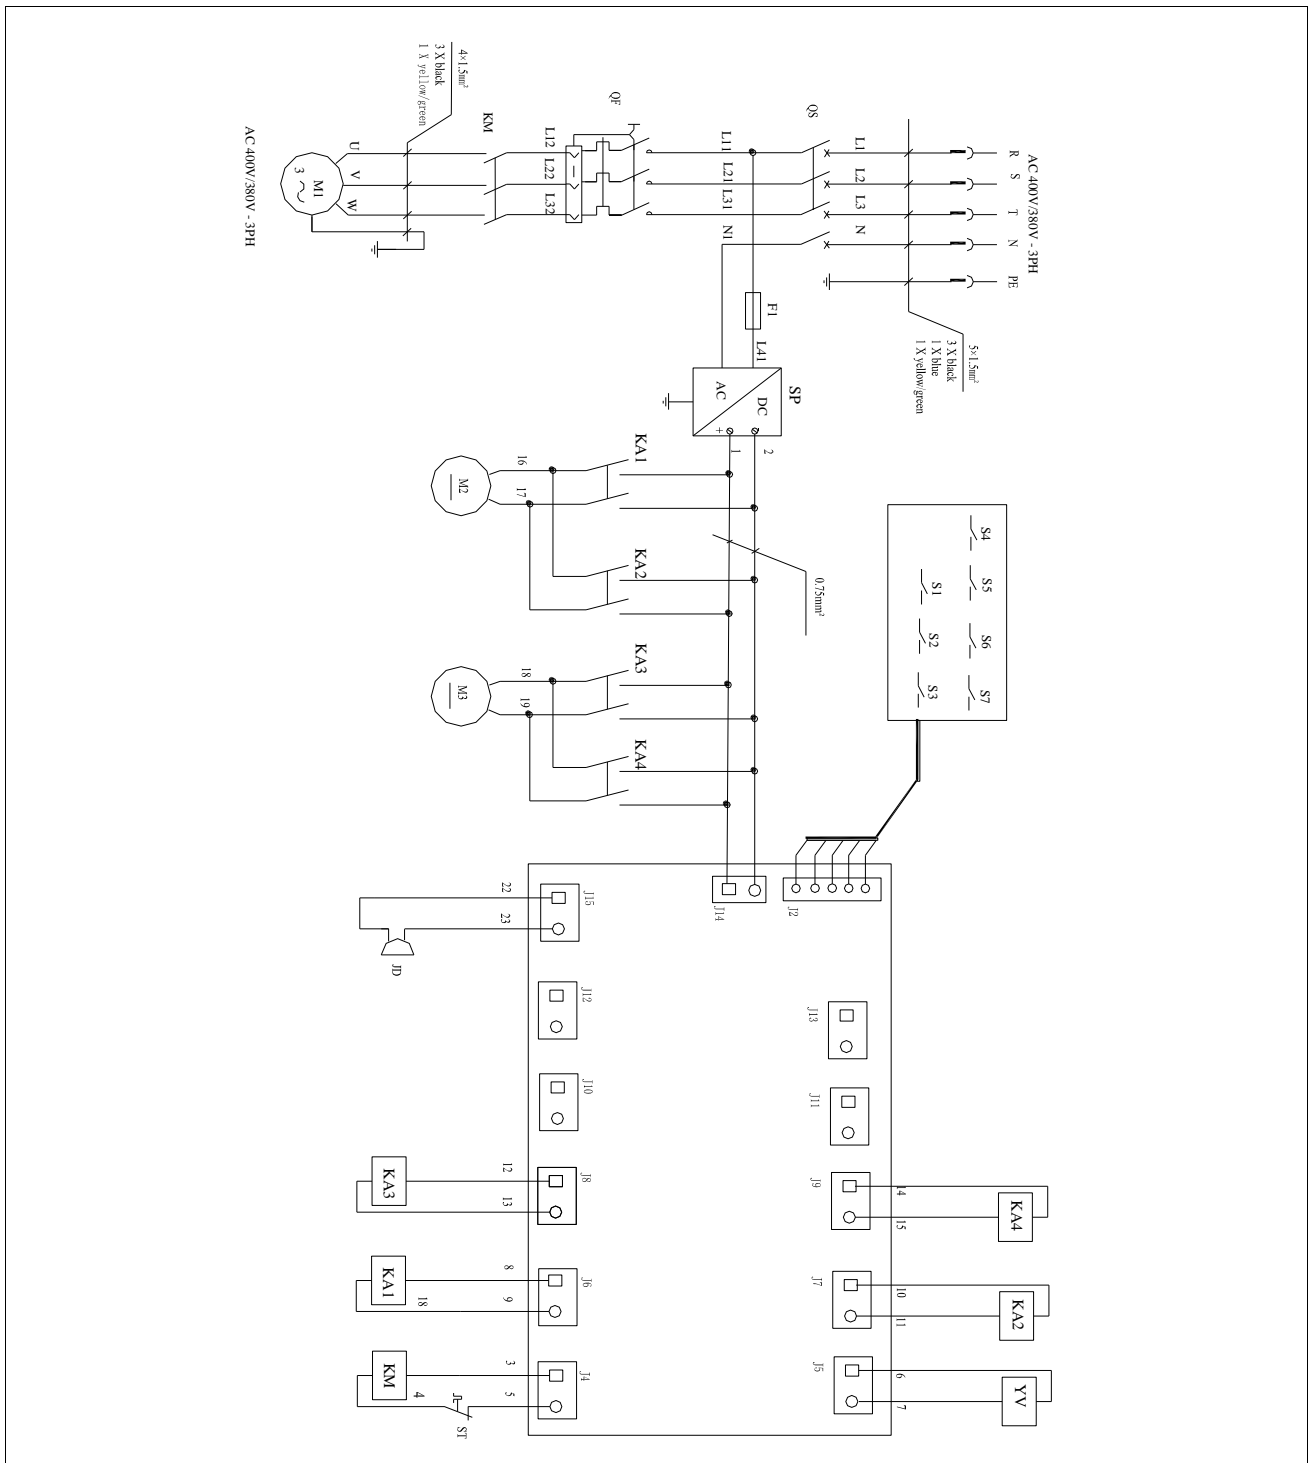 AC 400V/380V - 3PH
R
S
T
N
PE
5×1.5mm²
3 X black
1 X blue
1 X yellow/green
L1
L2
L3
N
QS
L11
L21
L31
N1
F1
L41
QF
L12
L22
L32
KM
4×1.5mm²
3 X black
1 X yellow/green
U
V
W
M1
3
AC 400V/380V - 3PH
SP
AC
DC
+
-
1
2
KA1
16
17
M2
KA2
0.75mm²
KA3
18
19
M3
KA4
S4
S5
S6
S7
S1
S2
S3
J2
J14
J15
22
23
JD
J12
J13
J10
J11
J8
12
13
KA3
J9
14
15
KA4
J6
8
9
18
KA1
J7
10
11
KA2
J4
3
5
4
KM
ST
J5
6
7
YV